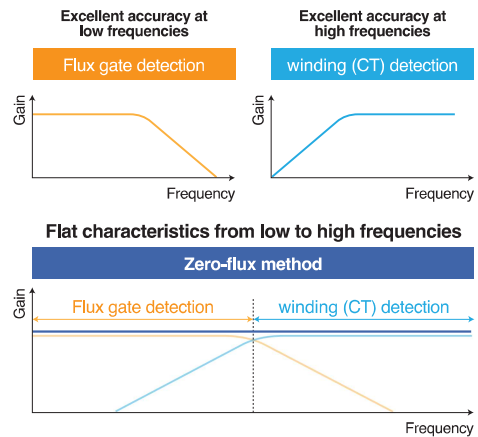 Excellent accuracy at
low frequencies
Flux gate detection
Gain
Frequency
Excellent accuracy at
high frequencies
winding (CT) detection
Gain
Frequency
Flat characteristics from low to high frequencies
Zero-flux method
Gain
Flux gate detection
winding (CT) detection
Frequency